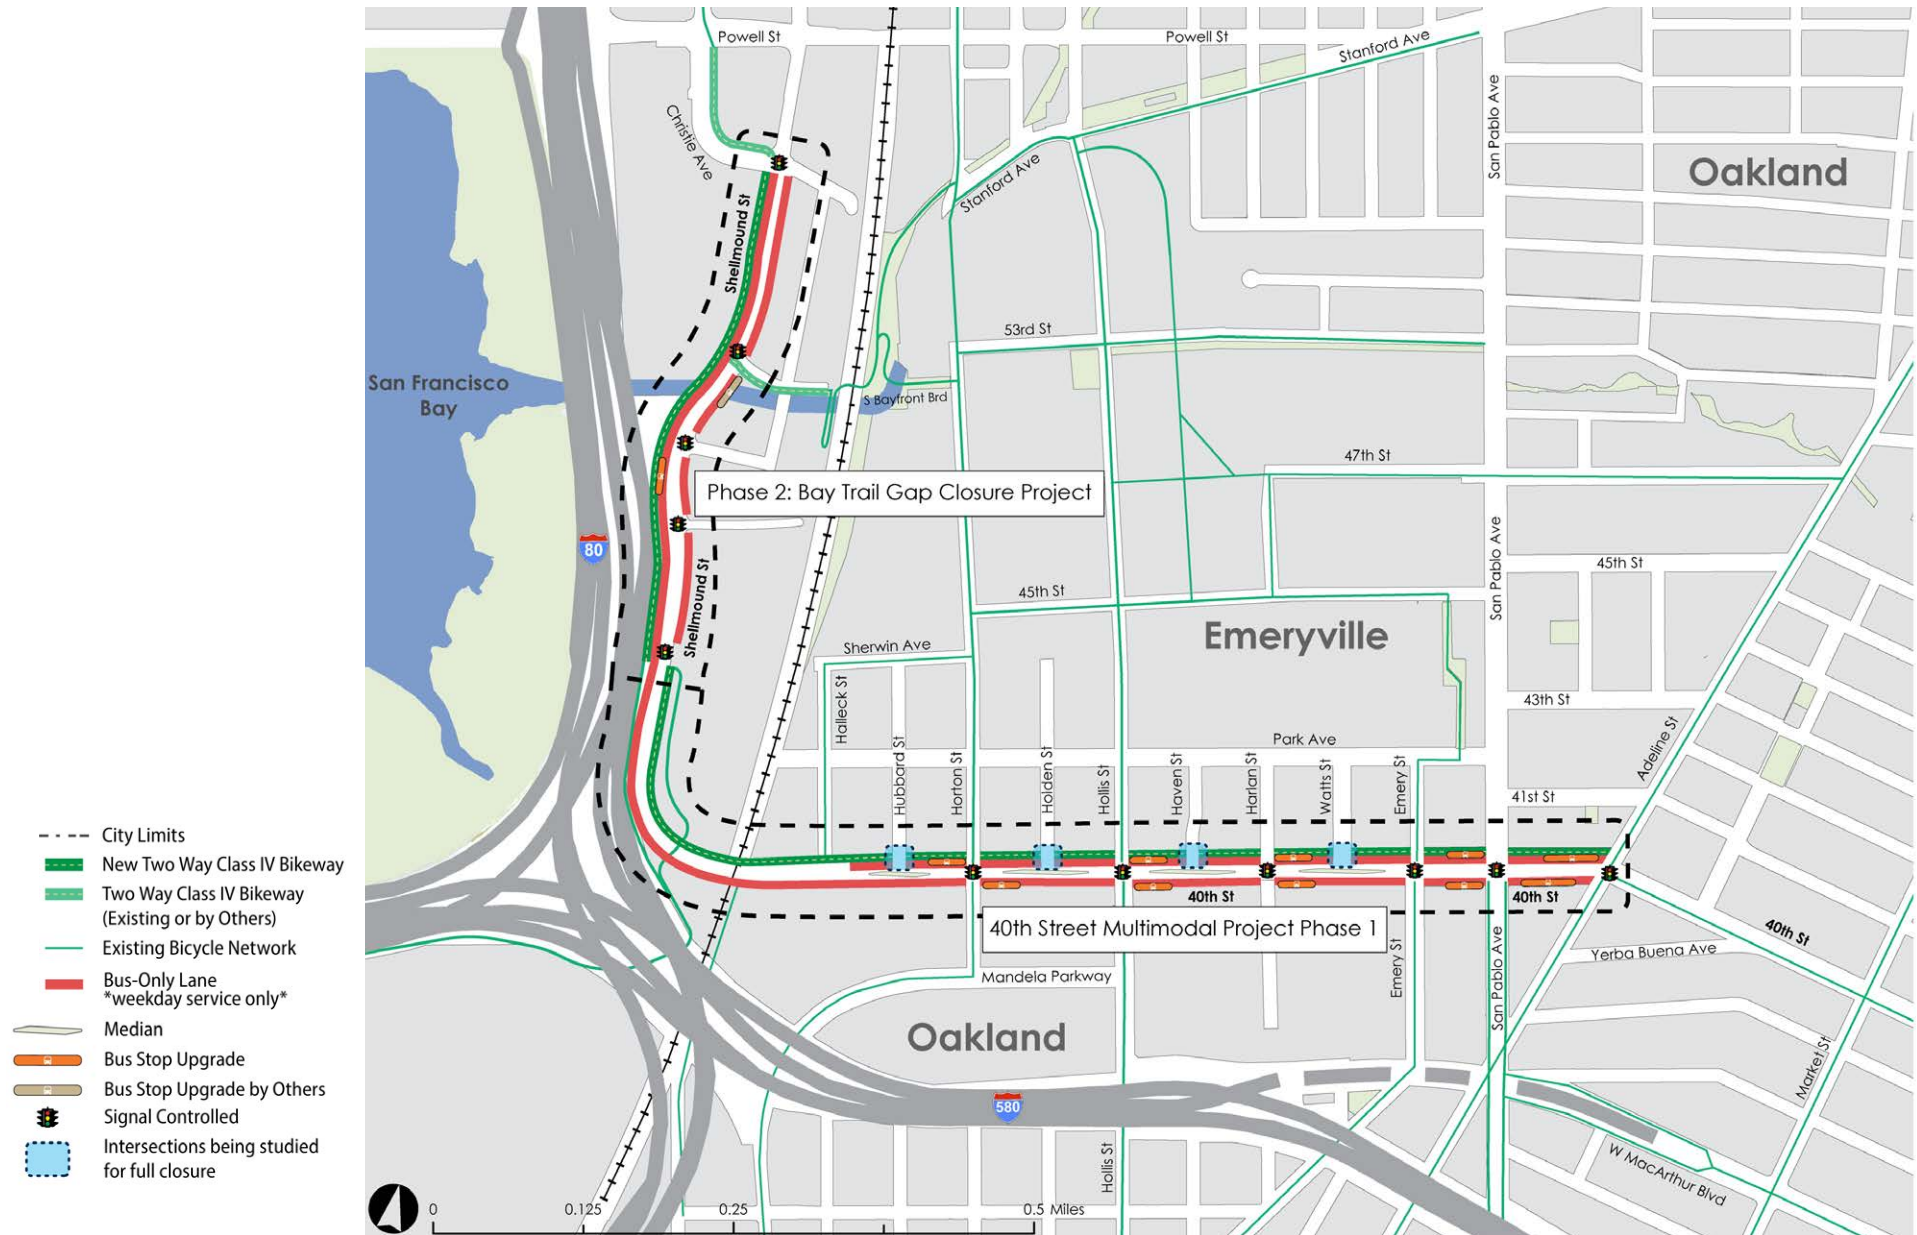 Powell St
Powell St
Stanford Ave
Christie Ave
San Pablo Ave
Oakland
Stanford Ave
Shellmound St
53rd St
San Francisco
Bay
S Bayfront Brd
47th St
Phase 2: Bay Trail Gap Closure Project
80
San Pablo Ave
45th St
45th St
Shellmound St
Emeryville
Sherwin Ave
Halleck St
43th St
Adeline St
Park Ave
Hubbard St
Horton St
Holden St
Hollis St
Haven St
Harlan St
Watts St
Emery St
41st St
City Limits
New Two Way Class IV Bikeway
Two Way Class IV Bikeway
(Existing or by Others)
Existing Bicycle Network
Bus-Only Lane
*weekday service only*
Median
Bus Stop Upgrade
Bus Stop Upgrade by Others
Signal Controlled
Intersections being studied
for full closure
40th St
40th St
40th St
40th Street Multimodal Project Phase 1
Yerba Buena Ave
Mandela Parkway
Emery St
San Pablo Ave
Oakland
Market St
580
Hollis St
W MacArthur Blvd
0
0.125
0.25
0.5 Miles